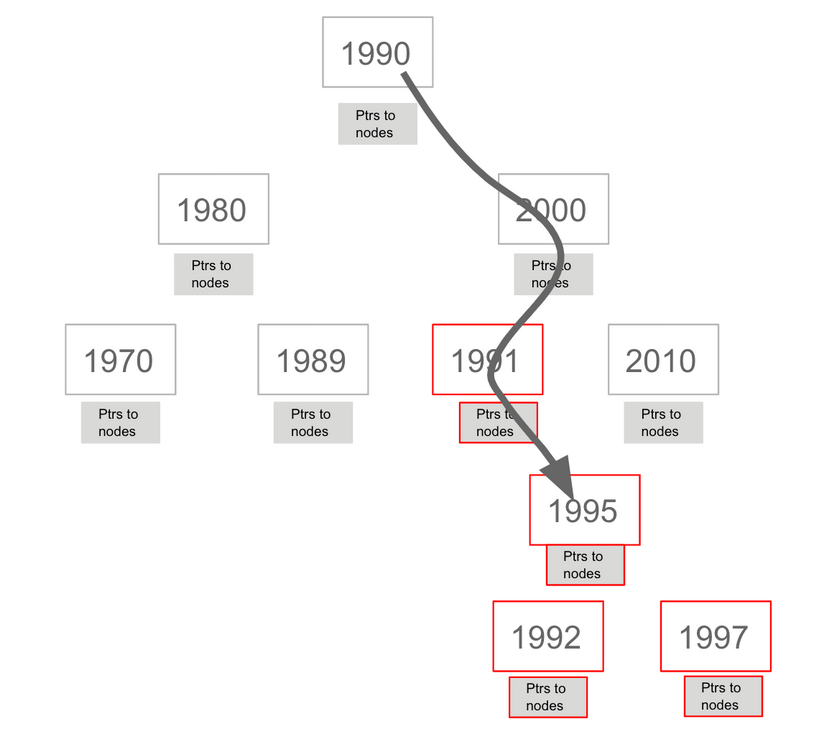 1990
Ptrs to
nodes
1980
2000
Ptrs to
nodes
Ptrs to
nodes
1970
1989
1991
2010
Ptrs to
nodes
Ptrs to
nodes
Ptrs to
nodes
Ptrs to
nodes
1995
Ptrs to
nodes
1992
1997
Ptrs to
nodes
Ptrs to
nodes